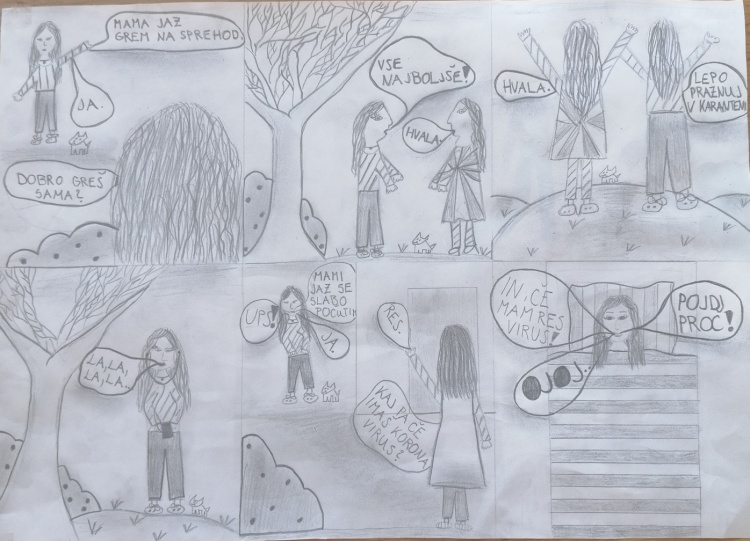 MAMA JAZ
GREM NA SPREHOD.
JA.
DOBRO GREŠ
SAMA?
VSE
NAJBOLJŠE!
HVALA.
HVALA.
LEPO
PRAZNUJ
V KARANTENI
LA, LA,
LA, LA..
UPS!
MAMI
JAZ SE
SLABO
POČUTIM
JA.
RES.
KAJ PA ČE
IMAŠ KORONA
VIRUS?
IN, ČE
MAM RES
VIRUS!
POJDI
PROČ!
OJOJ..